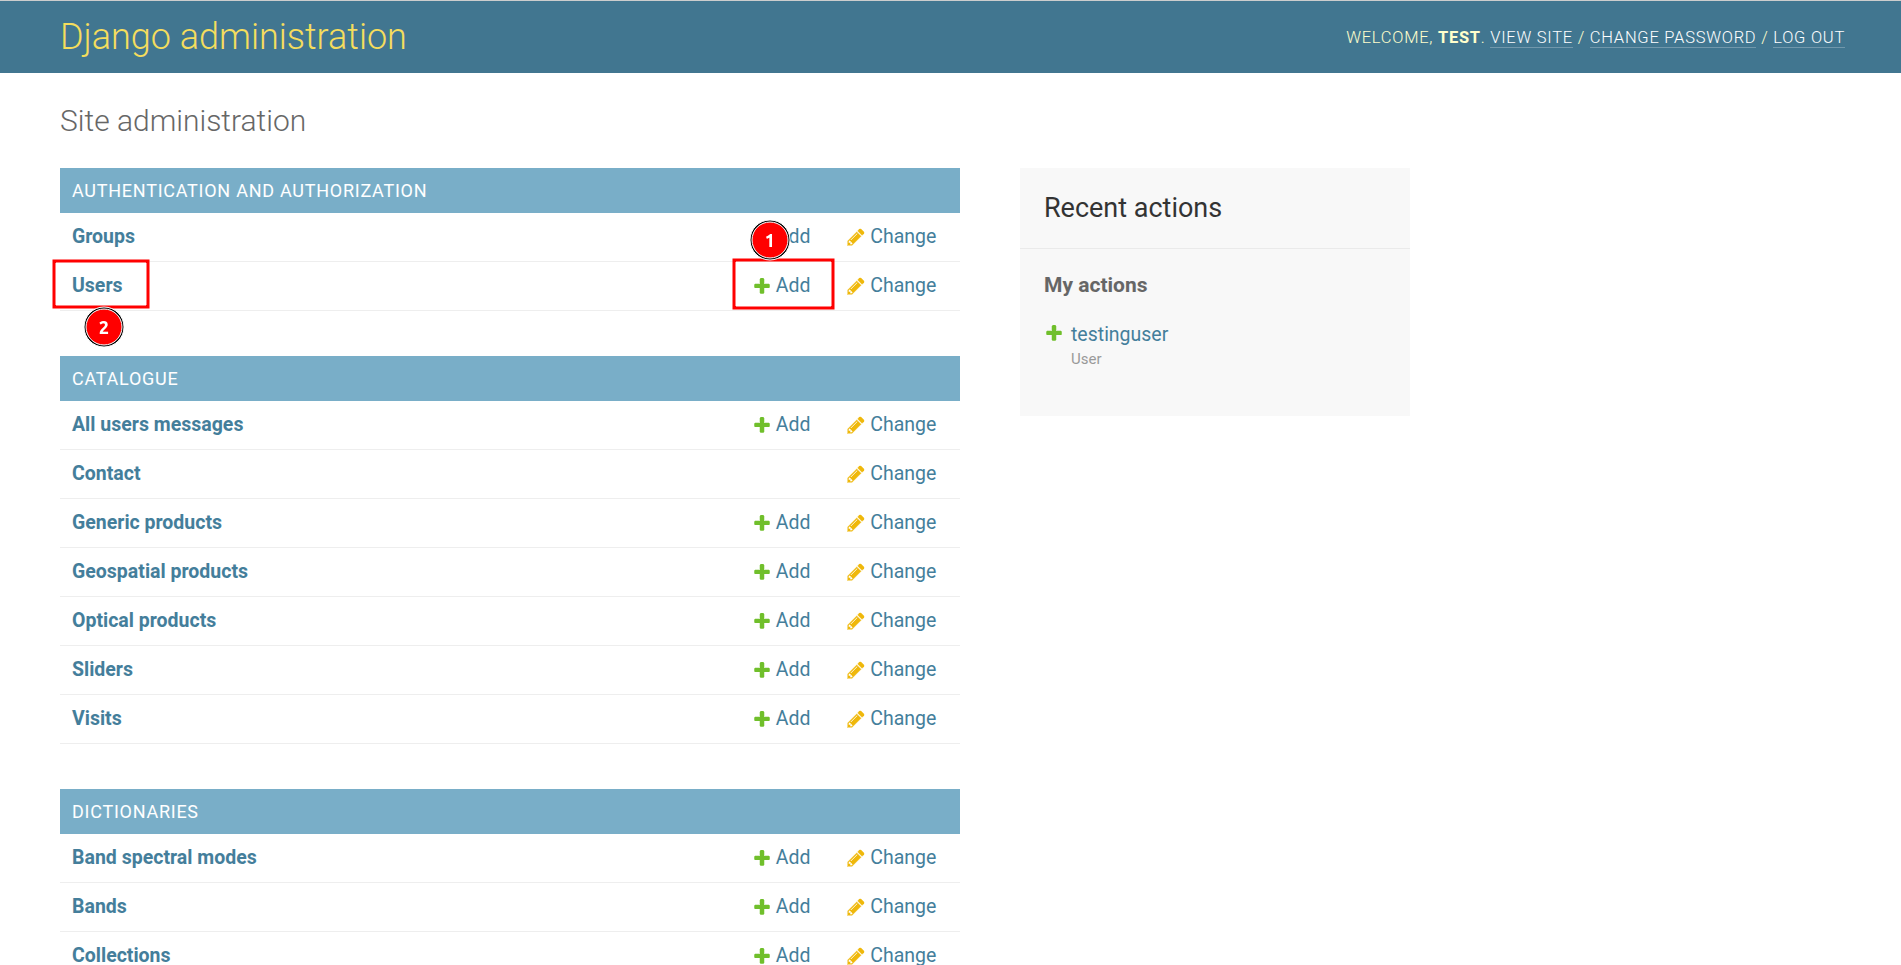 Django administration
WELCOME, TEST. VIEW SITE / CHANGE PASSWORD / LOG OUT
Site administration
AUTHENTICATION AND AUTHORIZATION
Groups dd Change
1
Users Add Change
2
CATALOGUE
All users messages Add Change
Contact Change
Generic products Add Change
Geospatial products Add Change
Optical products Add Change
Sliders Add Change
Visits Add Change
DICTIONARIES
Band spectral modes Add Change
Bands Add Change
Collections Add Change
Recent actions
My actions
testinguser
User